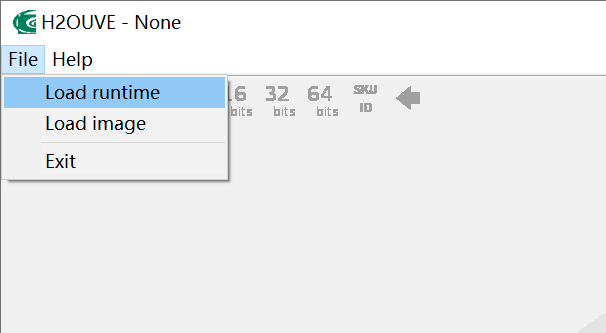 H2OUVE - None
File Help
Load runtime
16 32 64 SKU
bits bits bits ID
Load image
Exit